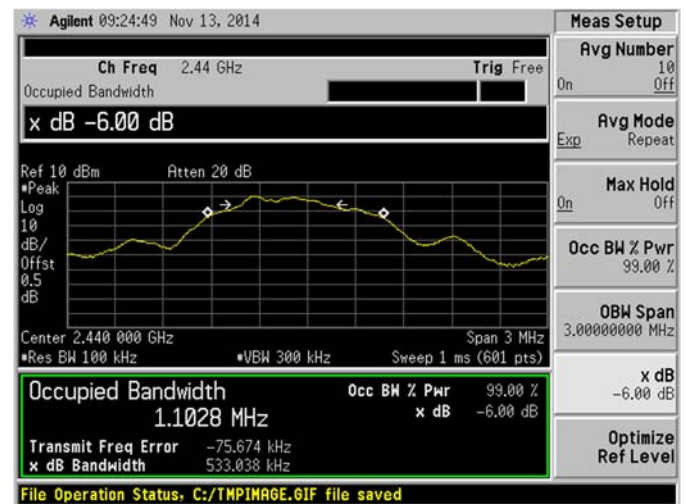 Agilent 09:24:49 Nov 13, 2014
Meas Setup
Ch Freq 2.44 GHz Trig Free
Occupied Bandwidth
x dB -6.00 dB
Ref 10 dBm Atten 20 dB
Peak
Log
10
dB/
Offst
0.5
dB
Center 2.440 000 GHz Span 3 MHz
Res BW 100 kHz VBW 300 kHz Sweep 1 ms (601 pts)
Occupied Bandwidth Occ BW % Pwr 99.00 %
1.1028 MHz x dB -6.00 dB
Transmit Freq Error -75.674 kHz
x dB Bandwidth 533.038 kHz
File Operation Status, C:/TMPIMAGE.GIF file saved
Avg Number
10
On Off
Avg Mode
Exp Repeat
Max Hold
On Off
Occ BW % Pwr
99.00 %
OBW Span
3.00000000 MHz
x dB
-6.00 dB
Optimize
Ref Level